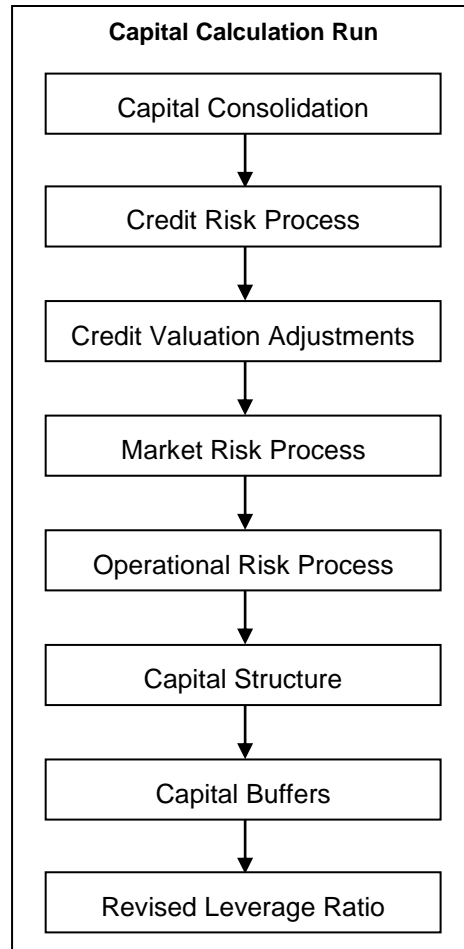 Capital Calculation Run
Capital Consolidation
Credit Risk Process
Credit Valuation Adjustments
Market Risk Process
Operational Risk Process
Capital Structure
Capital Buffers
Revised Leverage Ratio